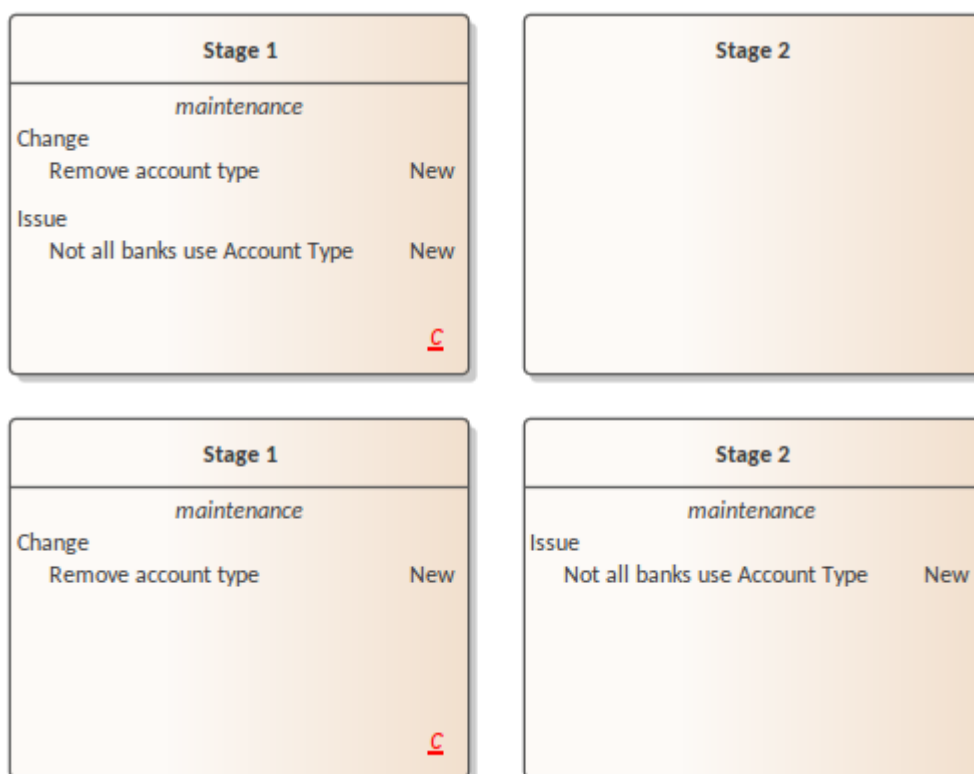 Stage 1
maintenance
Change
Remove account type New
Issue
Not all banks use Account Type New
C
Stage 2
Stage 1
maintenance
Change
Remove account type New
C
Stage 2
maintenance
Issue
Not all banks use Account Type New